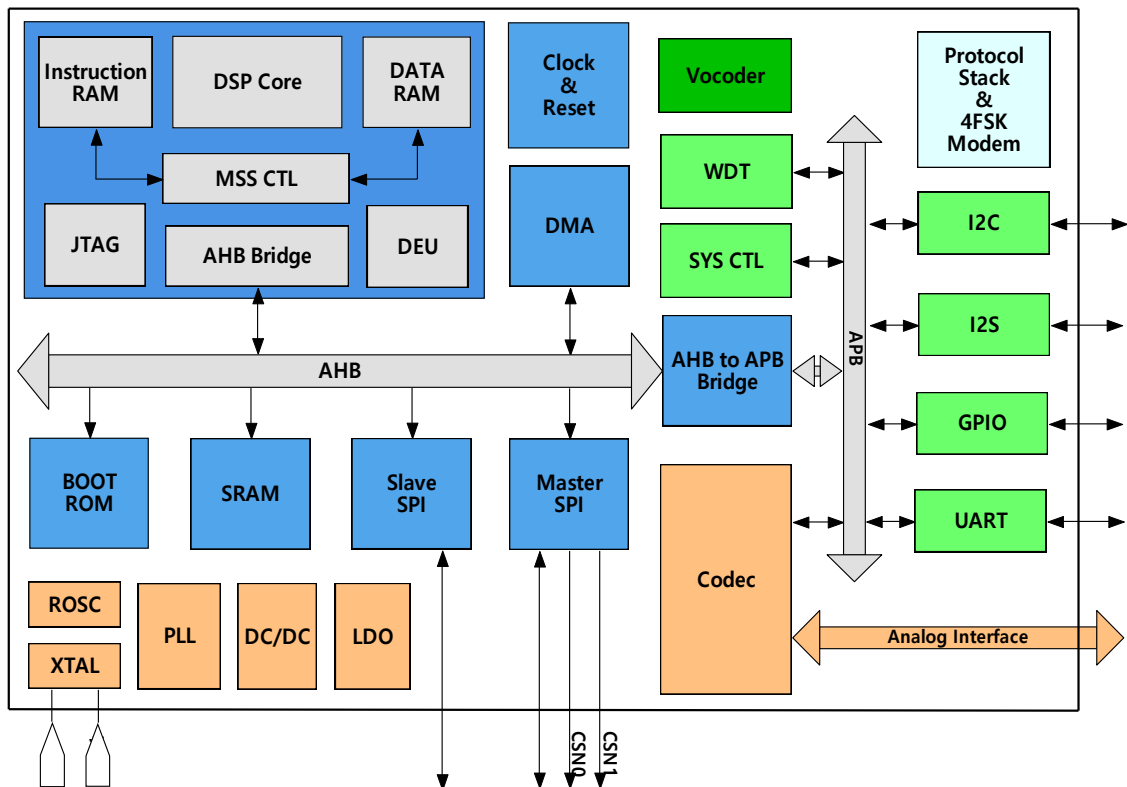 Instruction
RAM
DSP Core
DATA
RAM
MSS CTL
JTAG
AHB Bridge
DEU
Clock
&
Reset
DMA
Vocoder
WDT
SYS CTL
AHB to APB
Bridge
Protocol
Stack
&
4FSK
Modem
I2C
I2S
GPIO
UART
APB
AHB
BOOT
ROM
SRAM
Slave
SPI
Master
SPI
Codec
Analog Interface
ROSC
XTAL
PLL
DC/DC
LDO
CSN0
CSN1